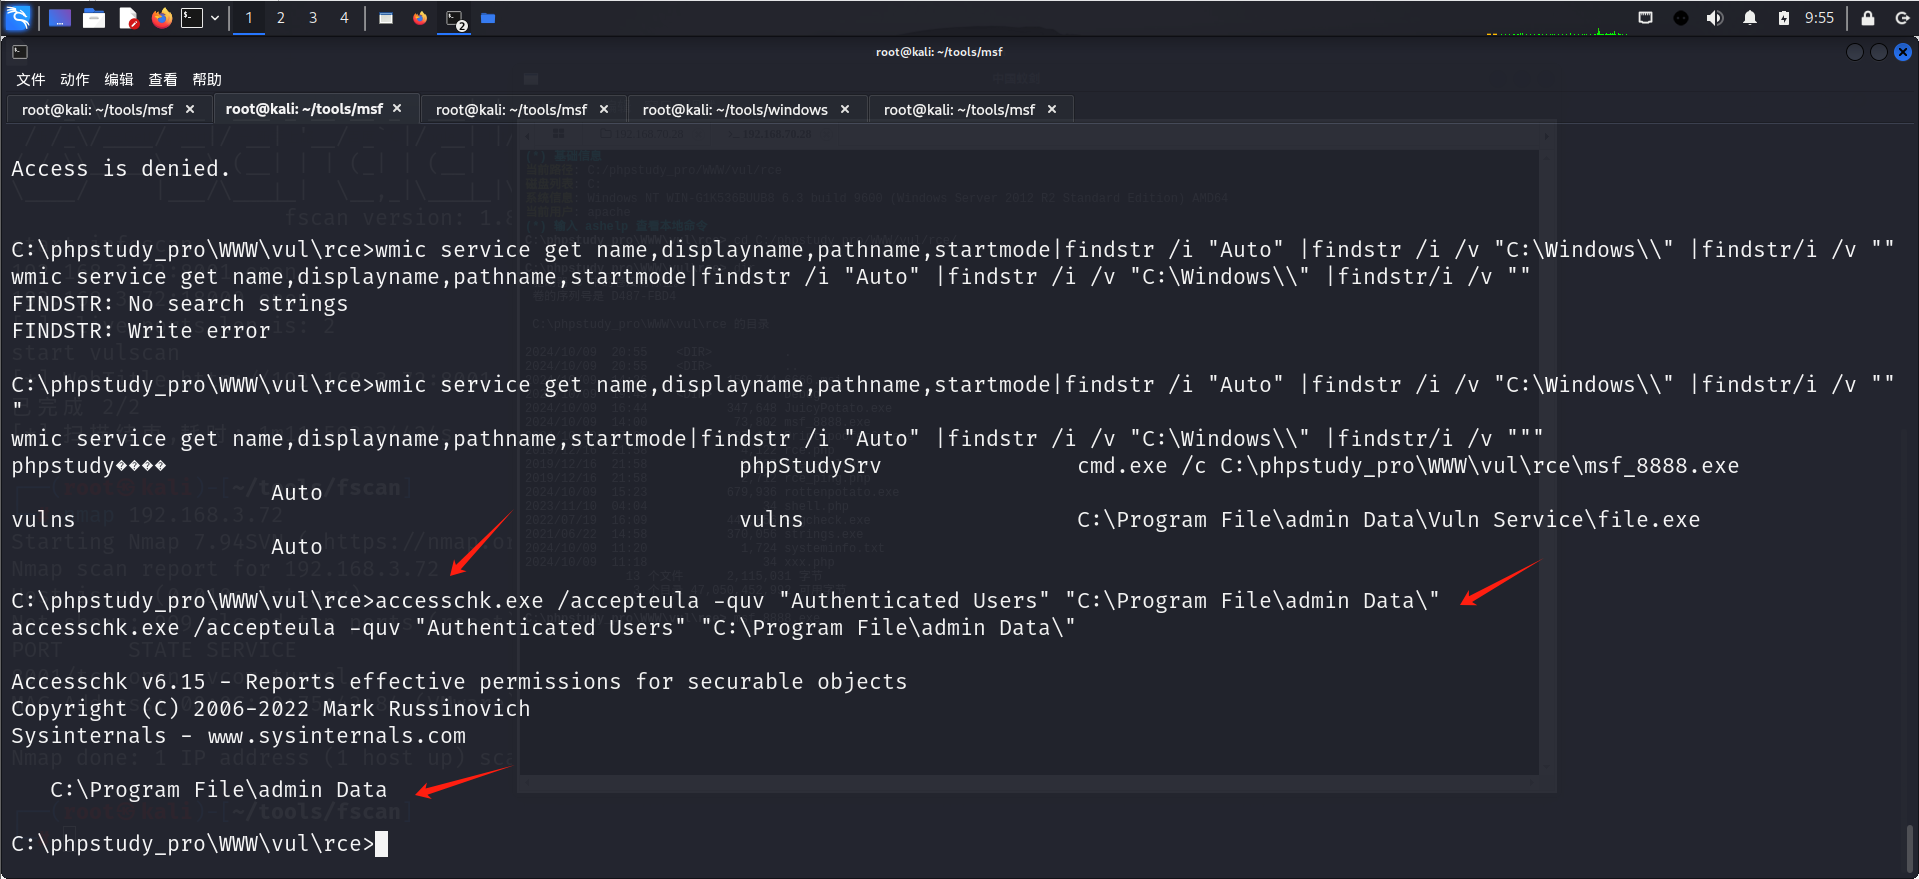 1 2 3 4
2
9:55
root@kali: ~/tools/msf
文件 动作 编辑 查看 帮助
root@kali: ~/tools/msf × root@kali: ~/tools/msf × root@kali: ~/tools/msf × root@kali: ~/tools/windows × root@kali: ~/tools/msf ×
Access is denied.
C:\phpstudy_pro\WWW\vul\rce>wmic service get name,displayname,pathname,startmode|findstr /i "Auto" |findstr /i /v "C:\Windows\\" |findstr/i /v ""
wmic service get name,displayname,pathname,startmode|findstr /i "Auto" |findstr /i /v "C:\Windows\\" |findstr/i /v ""
FINDSTR: No search strings
FINDSTR: Write error
C:\phpstudy_pro\WWW\vul\rce>wmic service get name,displayname,pathname,startmode|findstr /i "Auto" |findstr /i /v "C:\Windows\\" |findstr/i /v ""
"
wmic service get name,displayname,pathname,startmode|findstr /i "Auto" |findstr /i /v "C:\Windows\\" |findstr/i /v """
phpstudy���� phpStudySrv cmd.exe /c C:\phpstudy_pro\WWW\vul\rce\msf_8888.exe
Auto
vulns vulns C:\Program File\admin Data\Vuln Service\file.exe
Auto
C:\phpstudy_pro\WWW\vul\rce>accesschk.exe /accepteula -quv "Authenticated Users" "C:\Program File\admin Data\"
accesschk.exe /accepteula -quv "Authenticated Users" "C:\Program File\admin Data\"
Accesschk v6.15 - Reports effective permissions for securable objects
Copyright (C) 2006-2022 Mark Russinovich
Sysinternals - www.sysinternals.com
C:\Program File\admin Data
C:\phpstudy_pro\WWW\vul\rce>